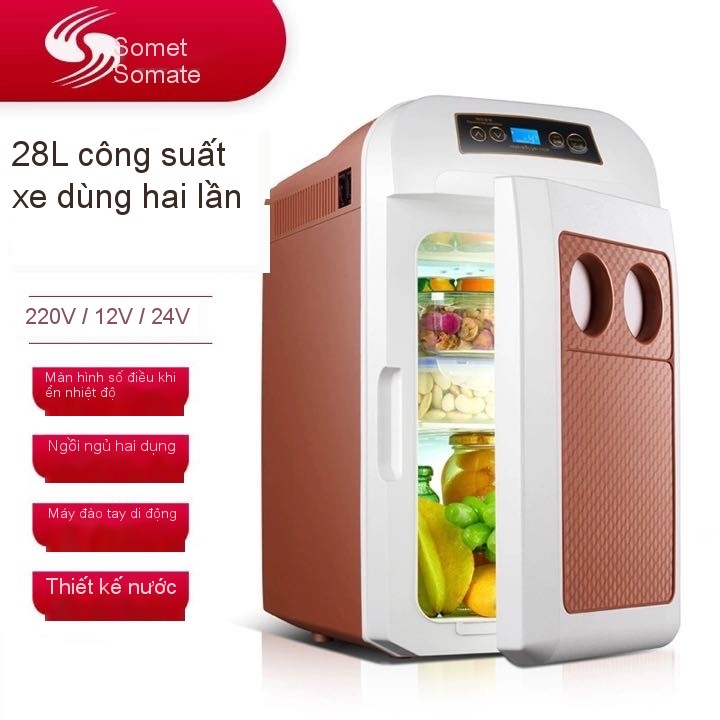 Somet
Somate
28L công suất
xe dùng hai lần
220V / 12V / 24V
Màn hình số điều khi
ển nhiệt độ
Ngồi ngủ hai dụng
Máy đảo tay di động
Thiết kế nước